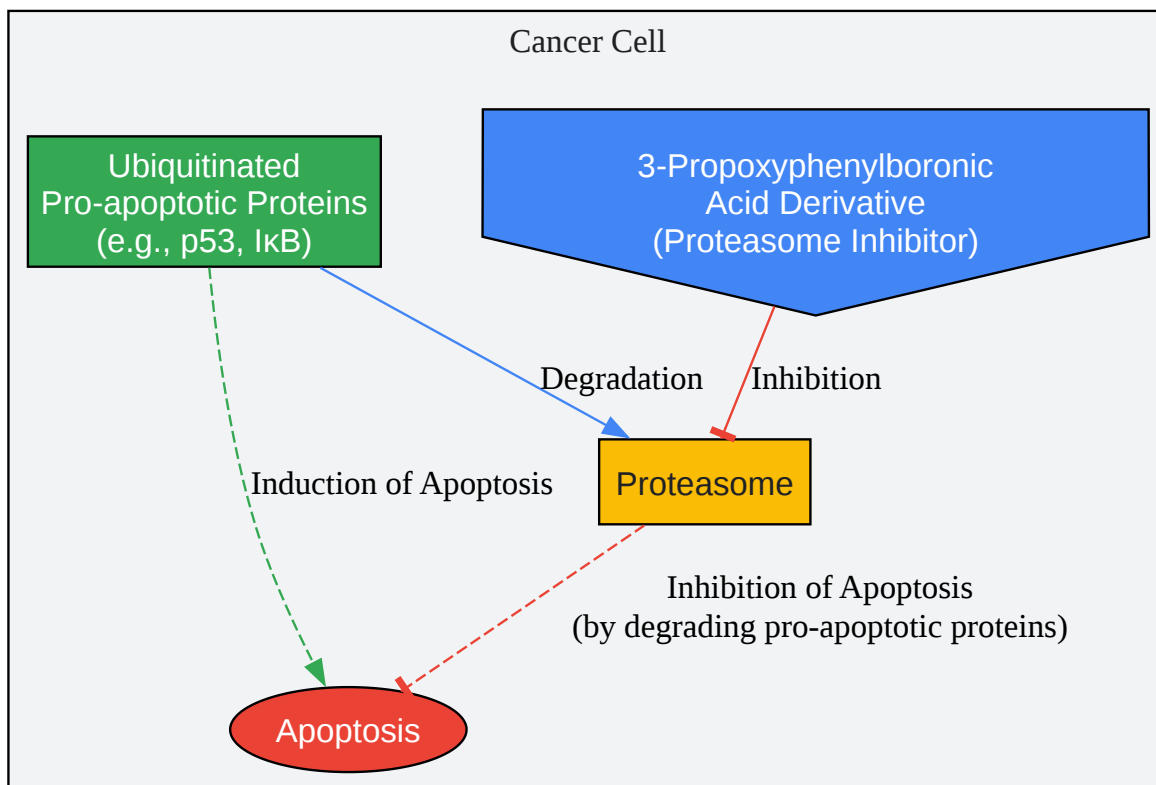 Cancer Cell
Ubiquitinated
Pro-apoptotic Proteins
(e.g., p53, IκB)
3-Propoxyphenylboronic
Acid Derivative
(Proteasome Inhibitor)
Degradation
Inhibition
Induction of Apoptosis
Proteasome
Inhibition of Apoptosis
(by degrading pro-apoptotic proteins)
Apoptosis